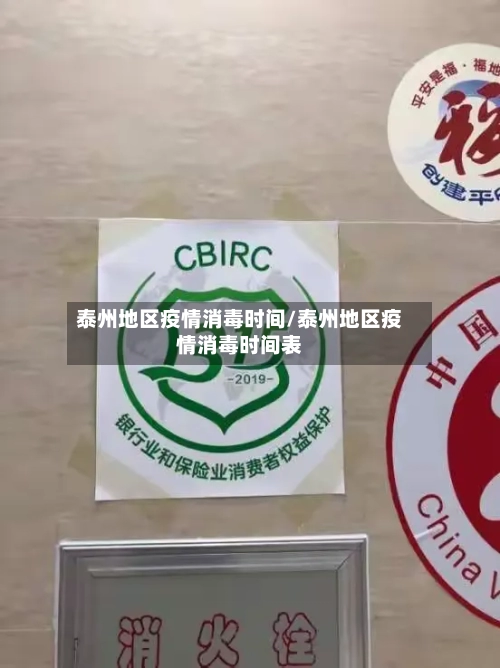 平安是福·福地
福
创建平
CBIRC
泰州地区疫情消毒时间/泰州地区疫
情消毒时间表
-2019-
银行业和保险业消费者权益保护
中国
China V
消火栓